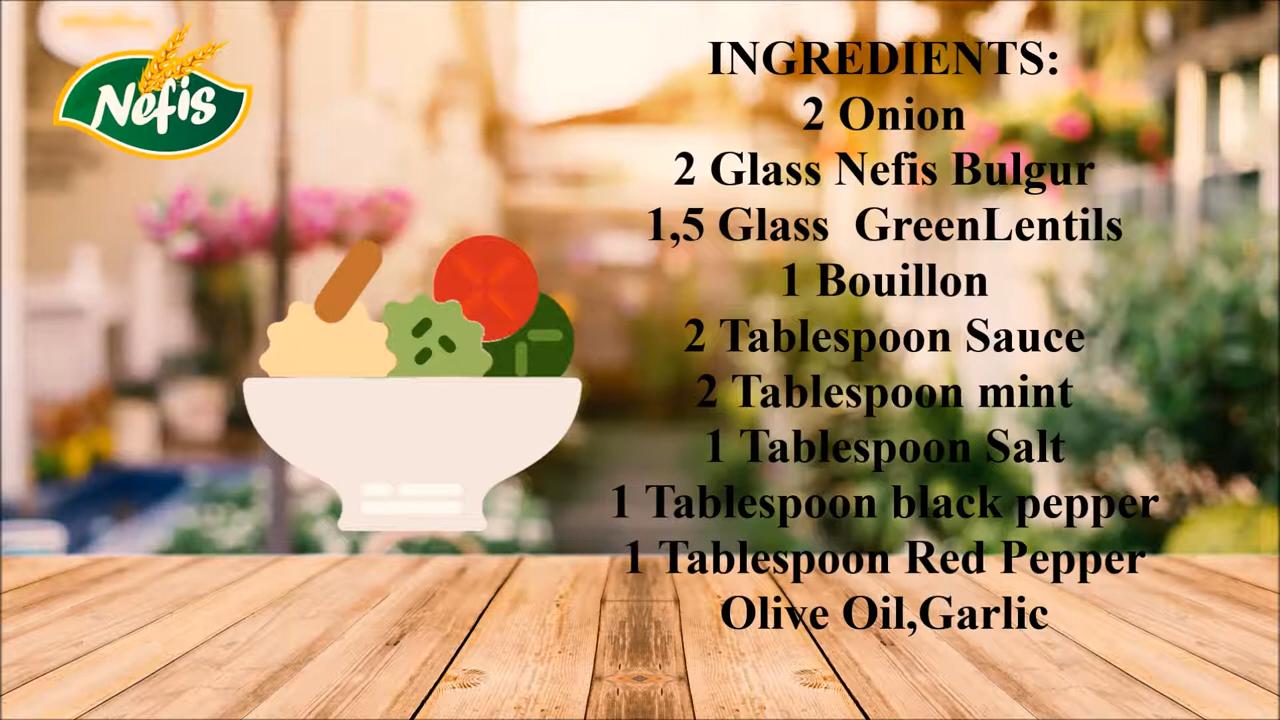 Nefis
INGREDIENTS:
2 Onion
2 Glass Nefis Bulgur
1,5 Glass  GreenLentils
1 Bouillon
2 Tablespoon Sauce
2 Tablespoon mint
1 Tablespoon Salt
1 Tablespoon black pepper
1 Tablespoon Red Pepper
Olive Oil,Garlic